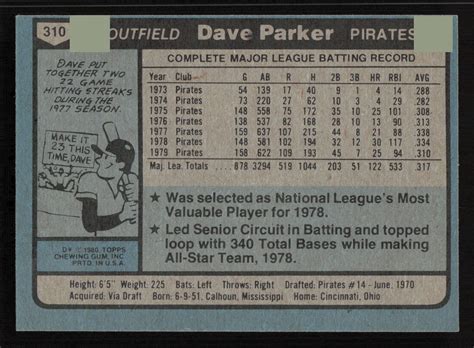 310
OUTFIELD Dave Parker PIRATES
DAVE PUT
TOGETHER TWO
22 GAME
HITTING STREAKS
DURING THE
1977 SEASON.
MAKE IT
23 THIS
TIME, DAVE
COMPLETE MAJOR LEAGUE BATTING RECORD
Year Club G AB R H 2B 3B HR RBI AVG
1973 Pirates 54 139 17 40 9 1 4 14 .288
1974 Pirates 73 220 27 62 10 3 4 29 .282
1975 Pirates 148 558 75 172 35 10 25 101 .308
1976 Pirates 138 537 82 168 28 10 13 90 .313
1977 Pirates 159 637 107 215 44 8 21 88 .338
1978 Pirates 148 581 102 194 32 12 30 117 .334
1979 Pirates 158 622 109 193 45 7 25 94 .310
Maj. Lea. Totals 878 3294 519 1044 203 51 122 533 .317
★ Was selected as National League's Most
Valuable Player for 1978.
★ Led Senior Circuit in Batting and topped
loop with 340 Total Bases while making
All-Star Team, 1978.
D★ © 1980 TOPPS
CHEWING GUM, INC
PRTD. IN U.S.A.
Height: 6'5" Weight: 225 Bats: Left Throws: Right Drafted: Pirates #14-June, 1970
Acquired: Via Draft Born: 6-9-51, Calhoun, Mississippi Home: Cincinnati, Ohio